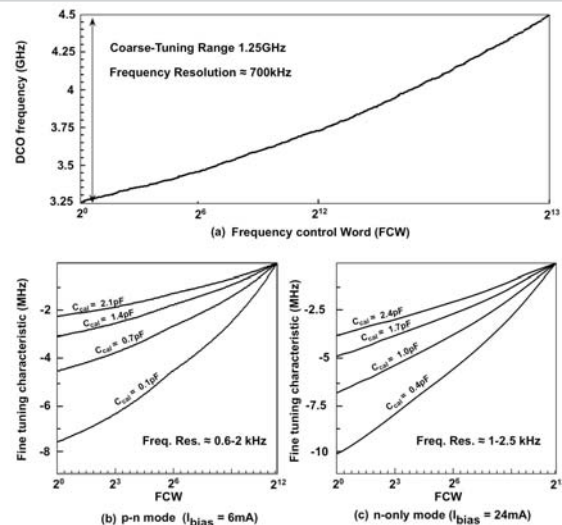 4.5
4.25
4
3.75
3.5
3.25
DCO frequency (GHz)
Coarse-Tuning Range 1.25GHz
Frequency Resolution ≈ 700kHz
2^0 2^6 2^12 2^13
(a) Frequency control Word (FCW)
Fine tuning characteristic (MHz)
-2
-4
-6
-8
C_cal = 2.1pF
C_cal = 1.4pF
C_cal = 0.7pF
C_cal = 0.1pF
Freq. Res. ≈ 0.6-2 kHz
2^0 2^3 2^6 2^12
FCW
(b) p-n mode (I_bias = 6mA)
Fine tuning characteristic (MHz)
-2.5
-5
-7.5
-10
C_cal = 2.4pF
C_cal = 1.7pF
C_cal = 1.0pF
C_cal = 0.4pF
Freq. Res. ≈ 1-2.5 kHz
2^0 2^3 2^6 2^12
FCW
(c) n-only mode (I_bias = 24mA)